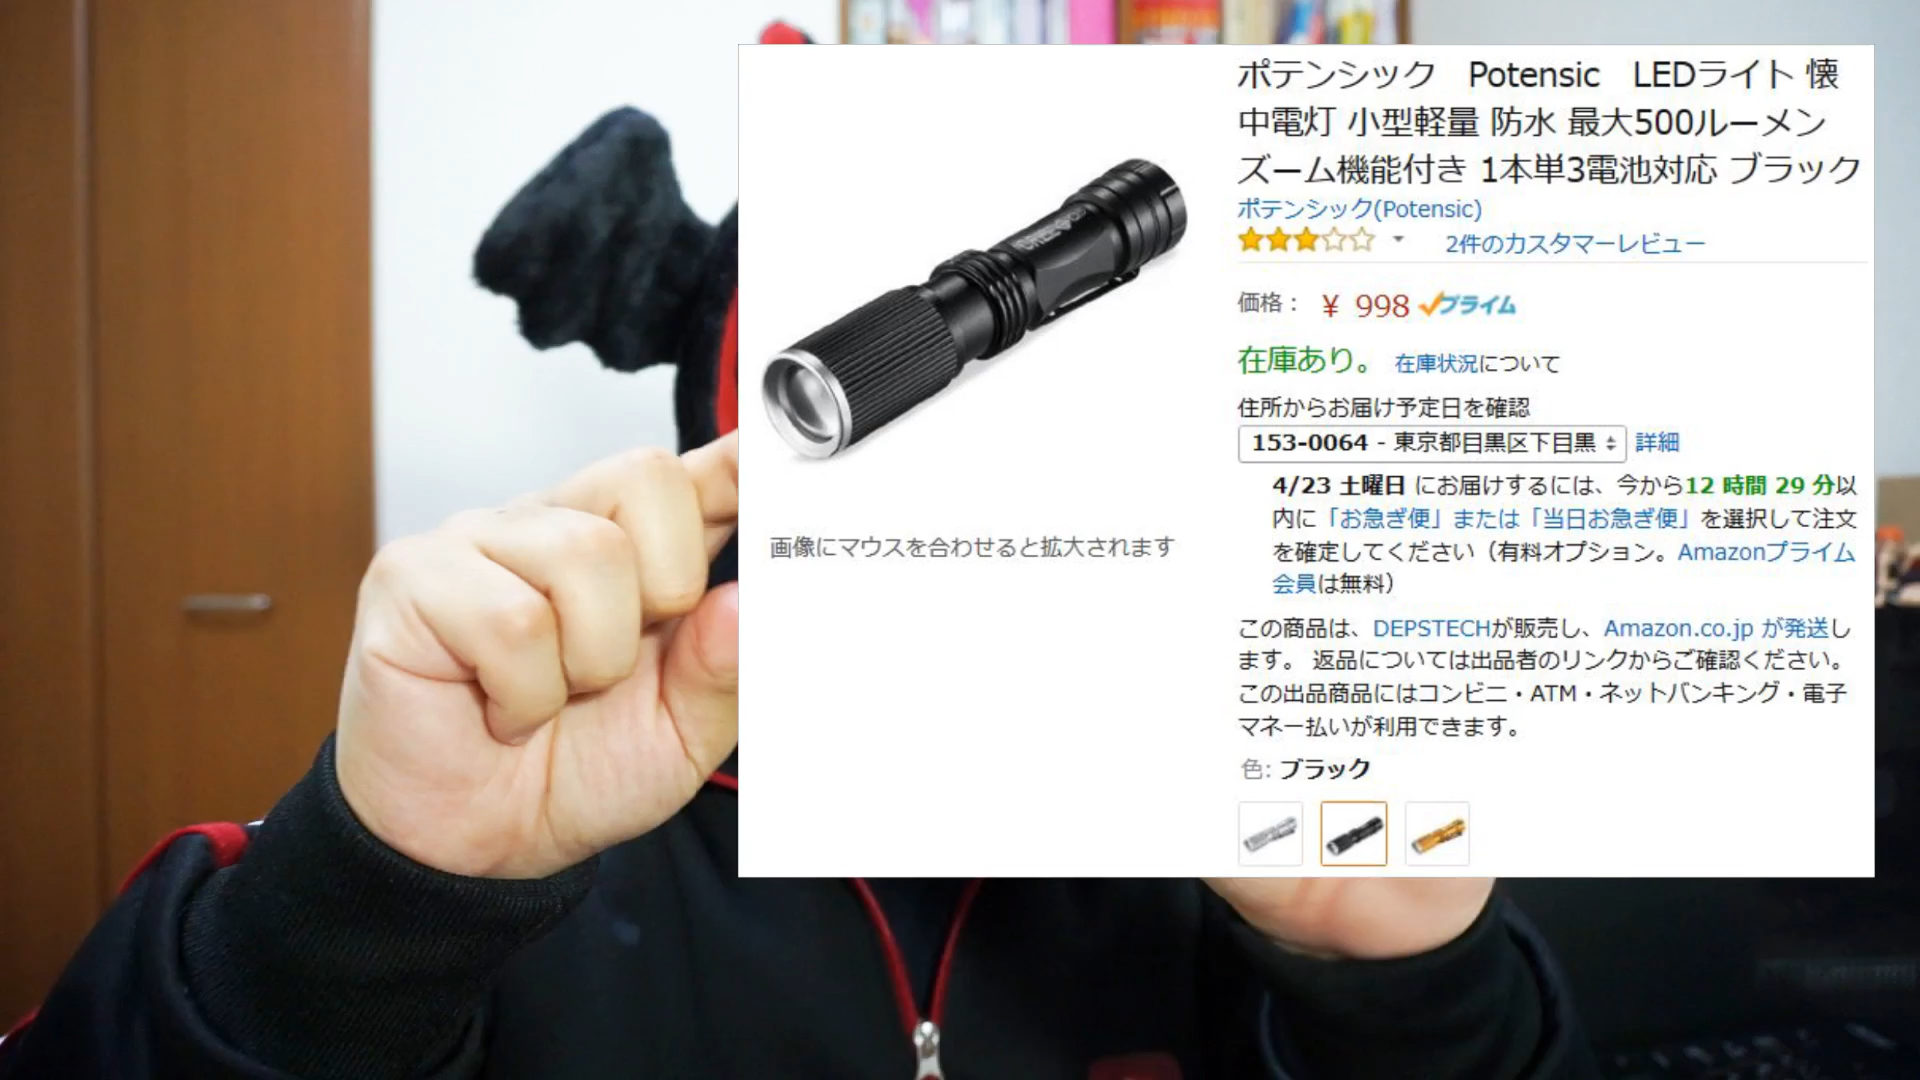 ポテンシック Potensic LEDライト 懐
中電灯 小型軽量 防水 最大500ルーメン
ズーム機能付き 1本単3電池対応 ブラック
ポテンシック(Potensic)
2件のカスタマーレビュー
価格： ￥ 998 プライム
在庫あり。 在庫状況について
住所からお届け予定日を確認
153-0064 - 東京都目黒区下目黒 詳細
4/23 土曜日 にお届けするには、今から12 時間 29 分以
内に「お急ぎ便」または「当日お急ぎ便」を選択して注文
を確定してください（有料オプション。Amazonプライム
会員は無料）
この商品は、DEPSTECHが販売し、Amazon.co.jp が発送し
ます。 返品については出品者のリンクからご確認ください。
この出品商品にはコンビニ・ATM・ネットバンキング・電子
マネー払いが利用できます。
色: ブラック
画像にマウスを合わせると拡大されます